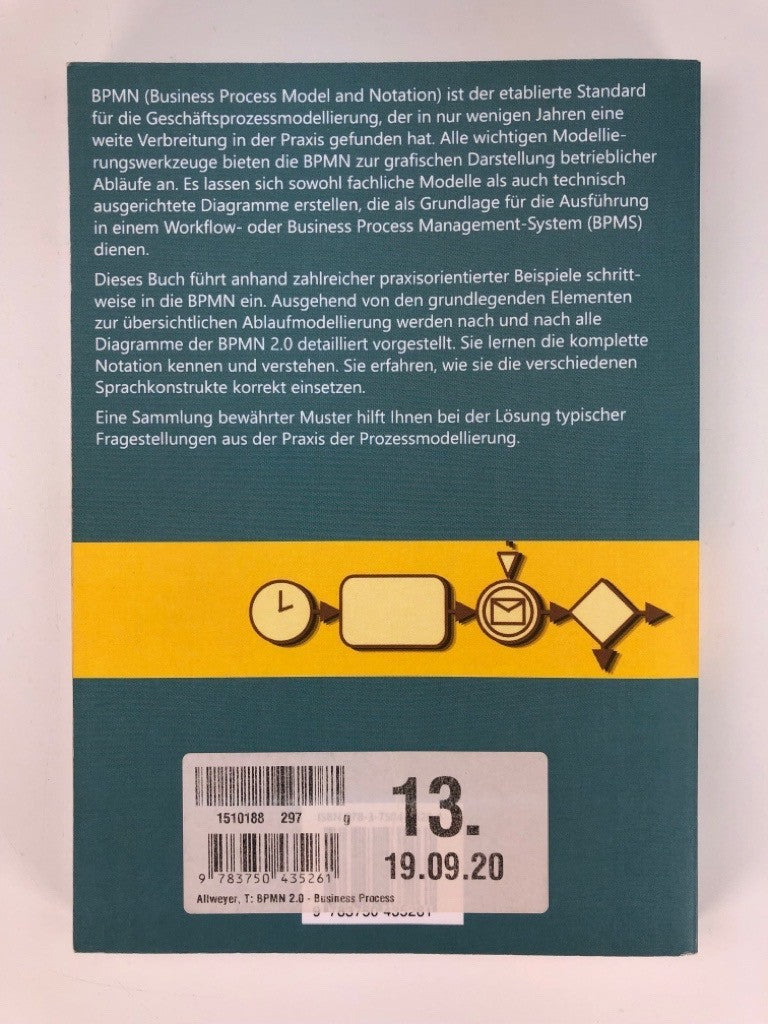 BPMN (Business Process Model and Notation) ist der etablierte Standard
für die Geschäftsprozessmodellierung, der in nur wenigen Jahren eine
weite Verbreitung in der Praxis gefunden hat. Alle wichtigen Modellie-
rungswerkzeuge bieten die BPMN zur grafischen Darstellung betrieblicher
Abläufe an. Es lassen sich sowohl fachliche Modelle als auch technisch
ausgerichtete Diagramme erstellen, die als Grundlage für die Ausführung
in einem Workflow- oder Business Process Management-System (BPMS)
dienen.
Dieses Buch führt anhand zahlreicher praxisorientierter Beispiele schritt-
weise in die BPMN ein. Ausgehend von den grundlegenden Elementen
zur übersichtlichen Ablaufmodellierung werden nach und nach alle
Diagramme der BPMN 2.0 detailliert vorgestellt. Sie lernen die komplette
Notation kennen und verstehen. Sie erfahren, wie sie die verschiedenen
Sprachkonstrukte korrekt einsetzen.
Eine Sammlung bewährter Muster hilft Ihnen bei der Lösung typischer
Fragestellungen aus der Praxis der Prozessmodellierung.
1510188 297 g
13.
19.09.20
9 783750 435261
Allweyer, T: BPMN 2.0 - Business Process
9 783750 435261